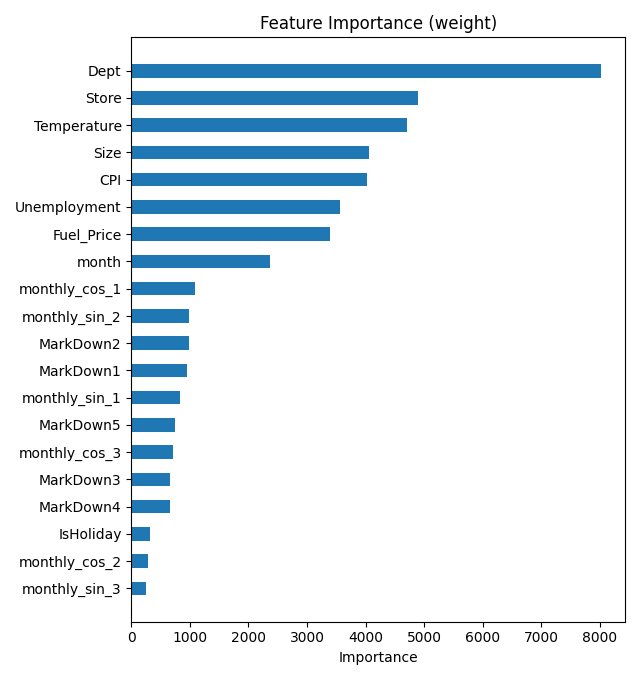 Feature Importance (weight)
Dept
Store
Temperature
Size
CPI
Unemployment
Fuel_Price
month
monthly_cos_1
monthly_sin_2
MarkDown2
MarkDown1
monthly_sin_1
MarkDown5
monthly_cos_3
MarkDown3
MarkDown4
IsHoliday
monthly_cos_2
monthly_sin_3
0 1000 2000 3000 4000 5000 6000 7000 8000
Importance